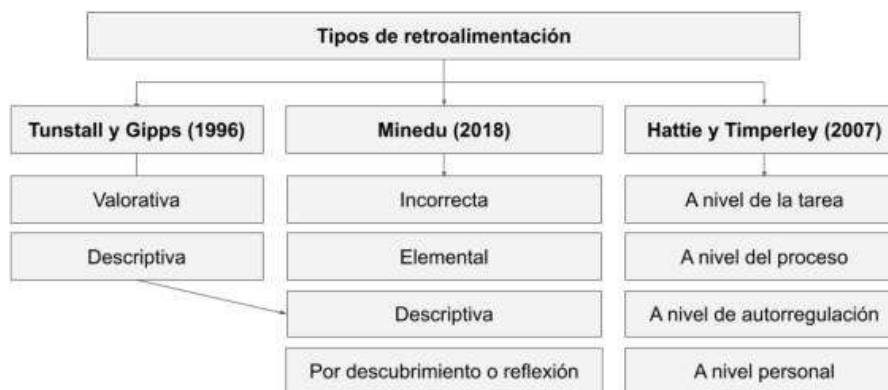 Tipos de retroalimentación
Tunstall y Gipps (1996)
Valorativa
Descriptiva
Minedu (2018)
Incorrecta
Elemental
Descriptiva
Por descubrimiento o reflexión
Hattie y Timperley (2007)
A nivel de la tarea
A nivel del proceso
A nivel de autorregulación
A nivel personal